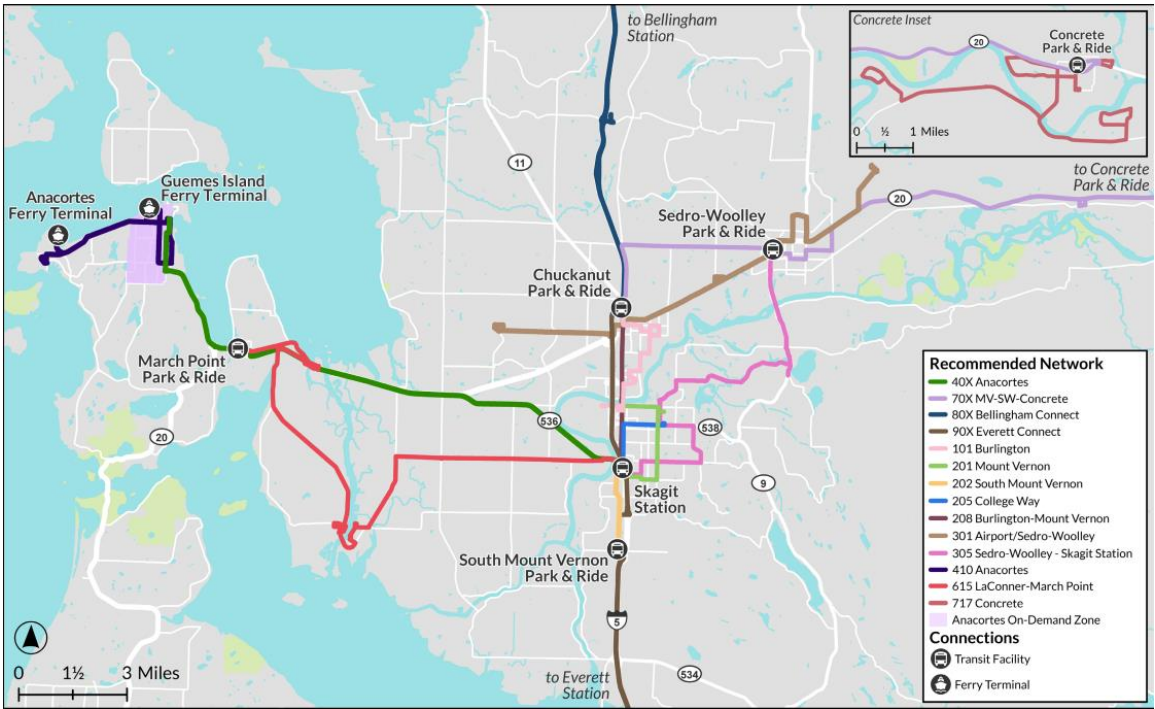 to Bellingham
Station
Concrete Inset
20
Concrete
Park & Ride
0 ½ 1 Miles
11
to Concrete
Park & Ride
20
Guemes Island
Ferry Terminal
Anacortes
Ferry Terminal
Sedro-Woolley
Park & Ride
Chuckanut
Park & Ride
March Point
Park & Ride
536
538
20
9
Skagit
Station
South Mount Vernon
Park & Ride
5
534
to Everett
Station
0 1½ 3 Miles
Recommended Network
40X Anacortes
70X MV-SW-Concrete
80X Bellingham Connect
90X Everett Connect
101 Burlington
201 Mount Vernon
202 South Mount Vernon
205 College Way
208 Burlington-Mount Vernon
301 Airport/Sedro-Woolley
305 Sedro-Woolley - Skagit Station
410 Anacortes
615 LaConner-March Point
717 Concrete
Anacortes On-Demand Zone
Connections
Transit Facility
Ferry Terminal